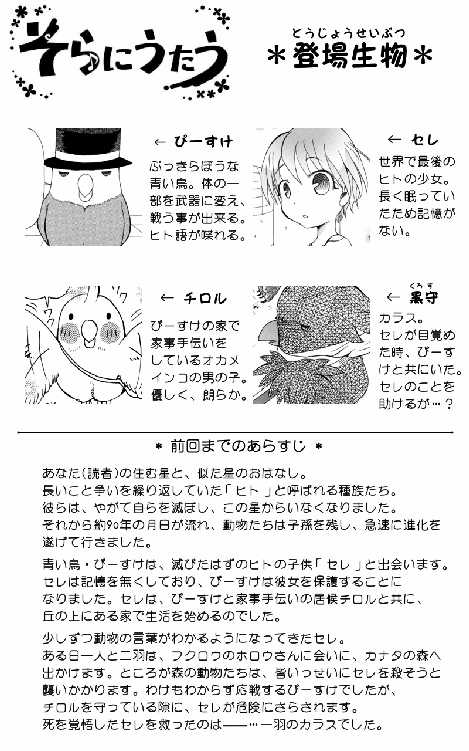 そらにうたう
とうじょうせいぶつ
＊登場生物＊
← ぴーすけ
ぶっきらぼうな
青い鳥。体の一
部を武器に変え、
戦う事が出来る。
ヒト語が喋れる。
← セレ
世界で最後の
ヒトの少女。
長く眠ってい
たため記憶が
ない。
← チロル
ぴーすけの家で
家事手伝いを
しているオカメ
インコの男の子。
優しく、朗らか。
くろす
← 黒守
カラス。
セレが目覚め
た時、ぴーす
けと共にいた。
セレのことを
助けるが…？
＊ 前回までのあらすじ ＊
あなた(読者)の住む星と、似た星のおはなし。
長いこと争いを繰り返していた「ヒト」と呼ばれる種族たち。
彼らは、やがて自らを滅ぼし、この星からいなくなりました。
それから約90年の月日が流れ、動物たちは子孫を残し、急速に進化を
遂げて行きました。
青い鳥・ぴーすけは、滅びたはずのヒトの子供「セレ」と出会います。
セレは記憶を無くしており、ぴーすけは彼女を保護することに
なりました。セレは、ぴーすけと家事手伝いの居候チロルと共に、
丘の上にある家で生活を始めるのでした。
少しずつ動物の言葉がわかるようになってきたセレ。
ある日一人と二羽は、フクロウのホロウさんに会いに、カナタの森へ
出かけます。ところが森の動物たちは、皆いっせいにセレを殺そうと
襲いかかります。わけもわからず応戦するぴーすけでしたが、
チロルを守っている隙に、セレが危険にさらされます。
死を覚悟したセレを救ったのは――…一羽のカラスでした。